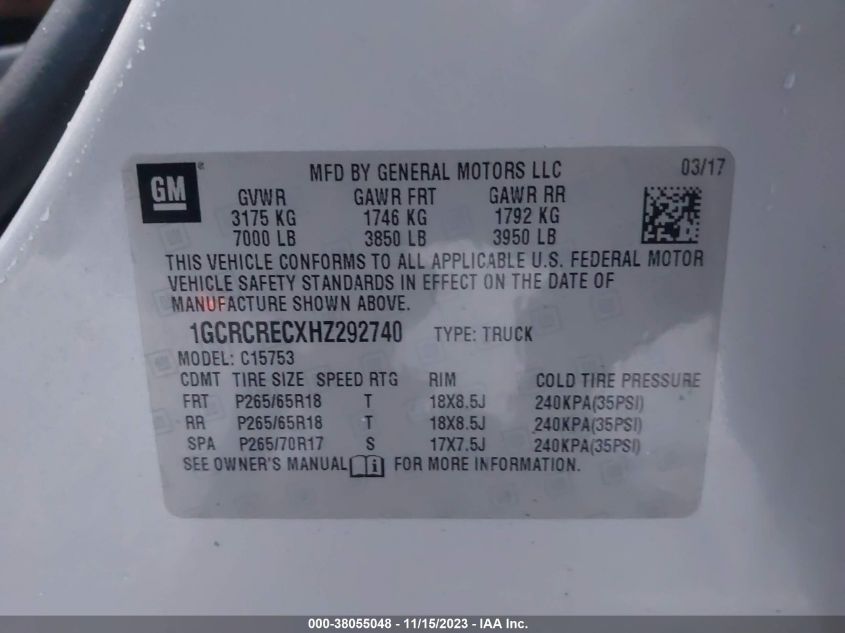 GM ®
MFD BY GENERAL MOTORS LLC 03/17
GVWR GAWR FRT GAWR RR
3175 KG 1746 KG 1792 KG
7000 LB 3850 LB 3950 LB
THIS VEHICLE CONFORMS TO ALL APPLICABLE U.S. FEDERAL MOTOR
VEHICLE SAFETY STANDARDS IN EFFECT ON THE DATE OF
MANUFACTURE SHOWN ABOVE.
1GCRCRECXHZ292740 TYPE: TRUCK
MODEL: C15753
CDMT TIRE SIZE SPEED RTG RIM COLD TIRE PRESSURE
FRT P265/65R18 T 18X8.5J 240KPA(35PSI)
RR P265/65R18 T 18X8.5J 240KPA(35PSI)
SPA P265/70R17 S 17X7.5J 240KPA(35PSI)
SEE OWNER'S MANUAL i FOR MORE INFORMATION.
000-38055048 - 11/15/2023 - IAAI Inc.